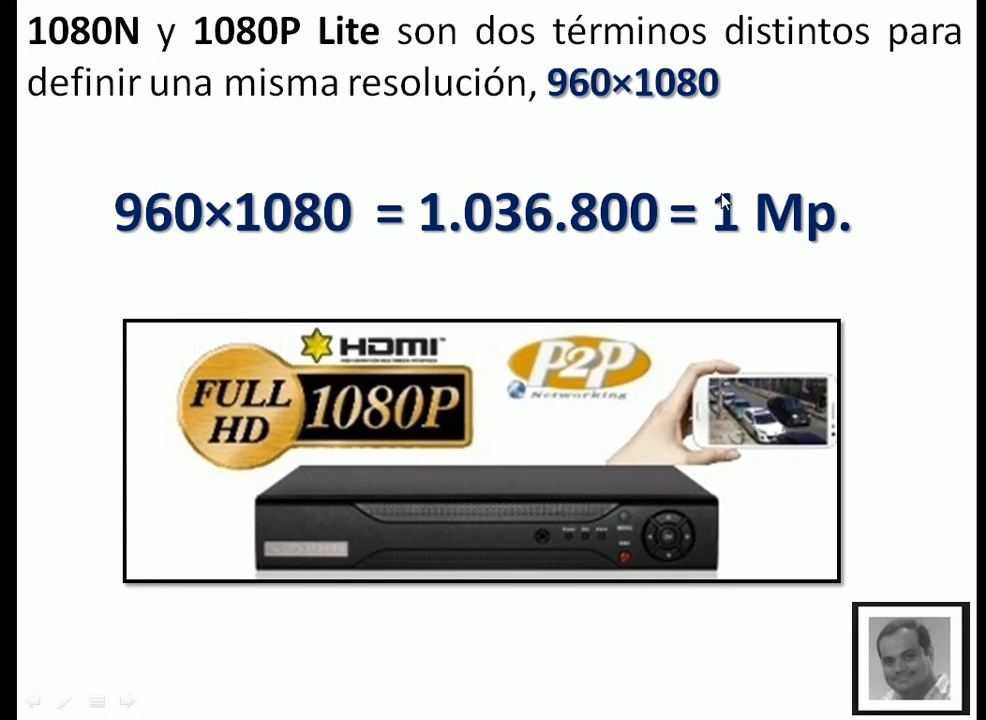 1080N y 1080P Lite son dos términos distintos para
definir una misma resolución, 960×1080
960×1080 = 1.036.800 = 1 Mp.
HDMI
FULL
HD
1080P
P2P
Networking